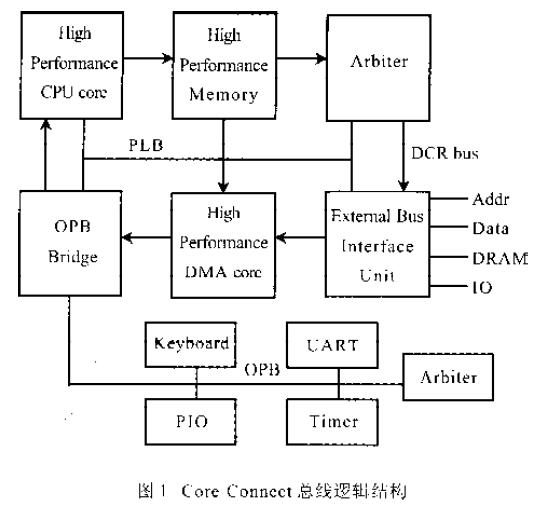 High
Performance
CPU core
High
Performance
Memory
Arbiter
PLB
DCR bus
OPB
Bridge
High
Performance
DMA core
External Bus
Interface
Unit
Addr
Data
DRAM
IO
Keyboard
UART
OPB
Arbiter
PIO
Timer
图 1 Core Connect 总线逻辑结构